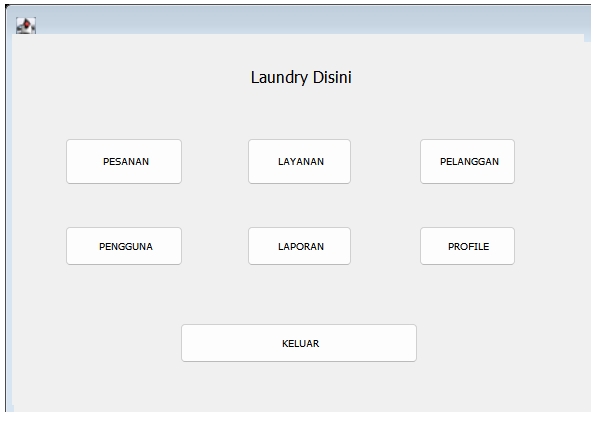 Laundry Disini
PESANAN
LAYANAN
PELANGGAN
PENGGUNA
LAPORAN
PROFILE
KELUAR